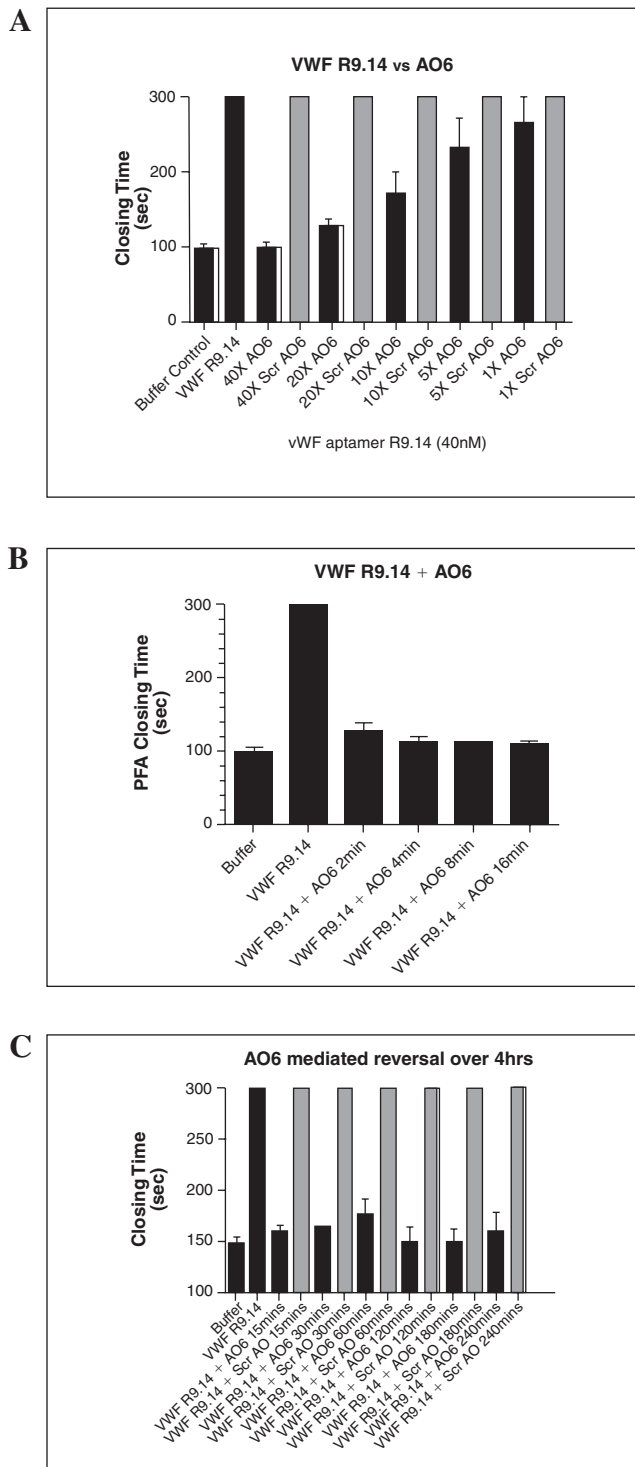 A
VWF R9.14 vs AO6
Closing Time
(sec)
300
200
100
0
Buffer Control
VWF R9.14
40X AO6
40X Scr AO6
20X AO6
20X Scr AO6
10X AO6
10X Scr AO6
5X AO6
5X Scr AO6
1X AO6
1X Scr AO6
vWF aptamer R9.14 (40nM)
B
VWF R9.14 + AO6
PFA Closing Time
(sec)
300
200
100
0
Buffer
VWF R9.14
VWF R9.14 + AO6 2min
VWF R9.14 + AO6 4min
VWF R9.14 + AO6 8min
VWF R9.14 + AO6 16min
C
AO6 mediated reversal over 4hrs
Closing Time
(sec)
300
250
200
150
100
Buffer
VWF R9.14
VWF R9.14 + AO6 15mins
VWF R9.14 + Scr AO 15mins
VWF R9.14 + AO6 30mins
VWF R9.14 + Scr AO 30mins
VWF R9.14 + AO6 60mins
VWF R9.14 + Scr AO 60mins
VWF R9.14 + AO6 120mins
VWF R9.14 + Scr AO 120mins
VWF R9.14 + AO6 180mins
VWF R9.14 + Scr AO 180mins
VWF R9.14 + AO6 240mins
VWF R9.14 + Scr AO 240mins